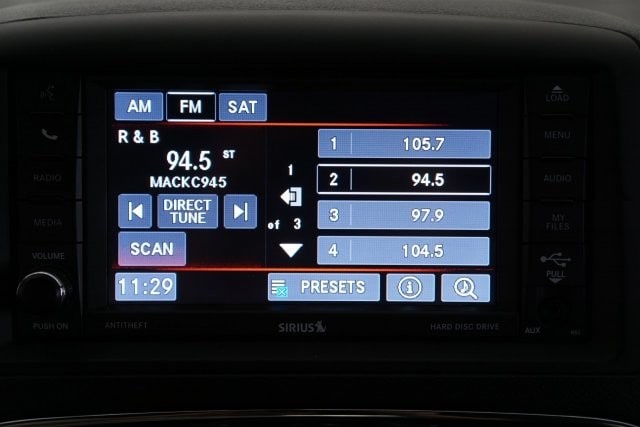 AM FM SAT
R & B
94.5 ST
MACKC945
DIRECT
TUNE
SCAN
11:29
1
of 3
1 105.7
2 94.5
3 97.9
4 104.5
PRESETS
RADIO
MEDIA
VOLUME
PUSH ON
LOAD
MENU
AUDIO
MY
FILES
PULL
AUX
ANTITHEFT
SIRIUS
HARD DISC DRIVE